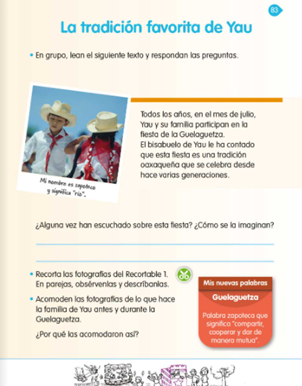 83
La tradición favorita de Yau
• En grupo, lean el siguiente texto y respondan las preguntas.
Mi nombre es zapoteco
y significa "río".
Todos los años, en el mes de julio,
Yau y su familia participan en la
fiesta de la Guelaguetza.
El bisabuelo de Yau le ha contado
que esta fiesta es una tradición
oaxaqueña que se celebra desde
hace varias generaciones.
¿Alguna vez han escuchado sobre esta fiesta? ¿Cómo se la imaginan?
• Recorta las fotografías del Recortable 1.
En parejas, obsérvenlas y descríbanlas.
• Acomoden las fotografías de lo que hace
la familia de Yau antes y durante la
Guelaguetza.
¿Por qué las acomodaron así?
Mis nuevas palabras
Guelaguetza
Palabra zapoteca que
significa "compartir,
cooperar y dar de
manera mutua".